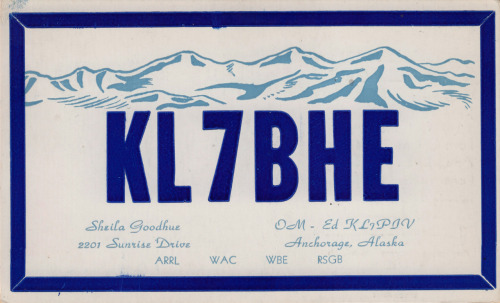 KL7BHE
Sheila Goodhue OM - Ed KL7PIV
2201 Sunrise Drive Anchorage, Alaska
ARRL WAC WBE RSGB